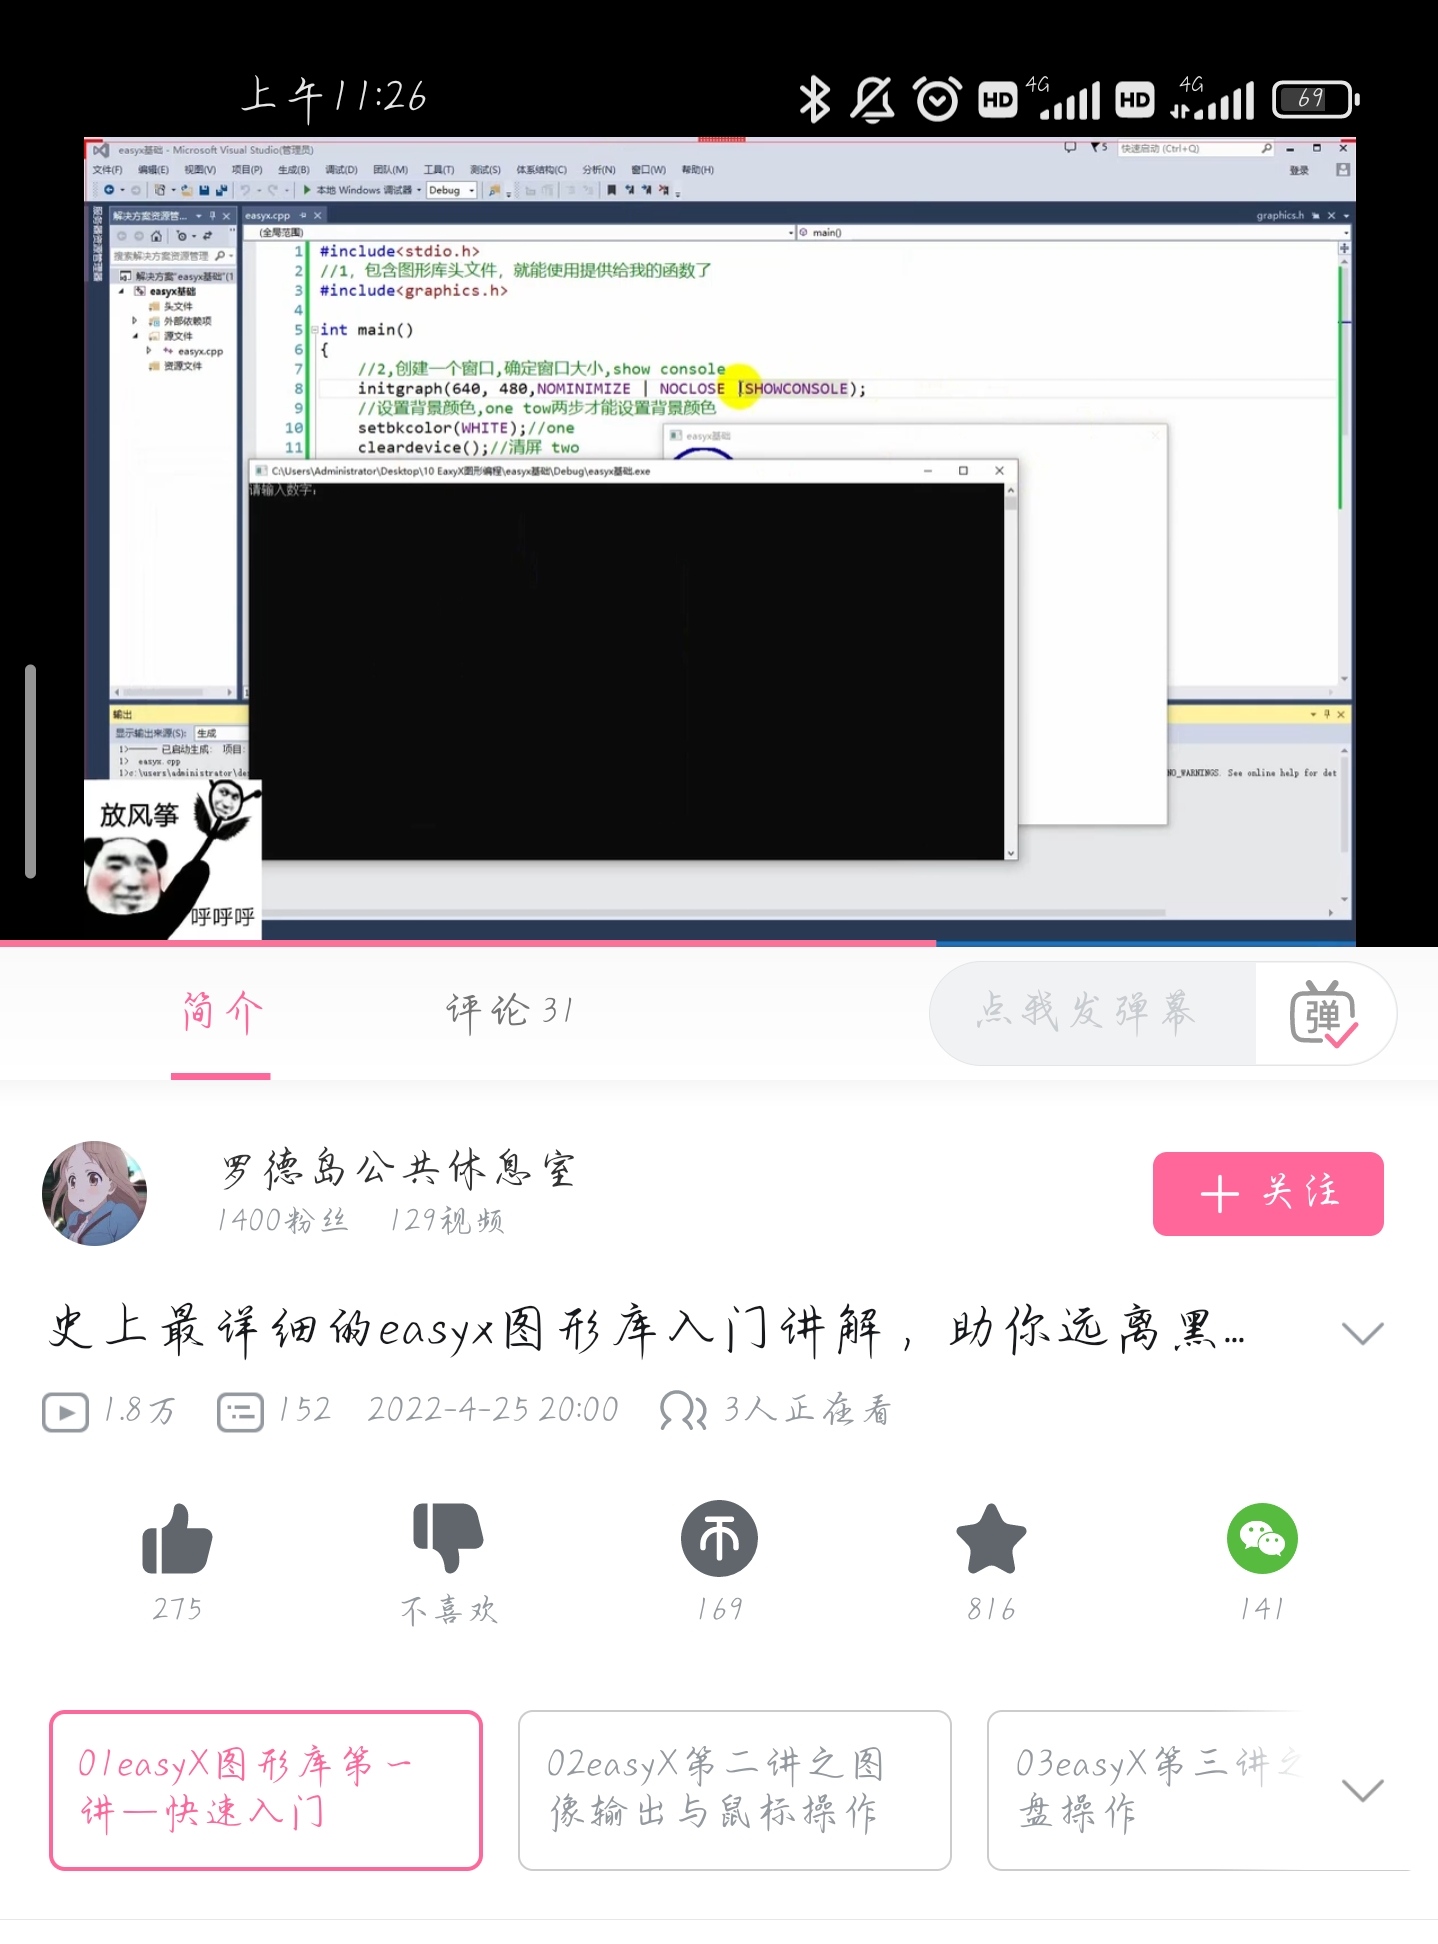 上午11:26
4G
4G
69
easyx基础 - Microsoft Visual Studio(管理员)
5
快速启动 (Ctrl+Q)
文件(F) 编辑(E) 视图(V) 项目(P) 生成(B) 调试(D) 团队(M) 工具(T) 测试(S) 体系结构(C) 分析(N) 窗口(W) 帮助(H)
登录
本地 Windows 调试器 Debug
解决方案资源管...
easyx.cpp
graphics.h
(全局范围)
main()
搜索解决方案资源管理
解决方案"easyx基础"(1
easyx基础
头文件
外部依赖项
源文件
easyx.cpp
资源文件
1 #include<stdio.h>
2 //1，包含图形库头文件，就能使用提供给我的函数了
3 #include<graphics.h>
4
5 int main()
6 {
7 //2,创建一个窗口,确定窗口大小,show console
8 initgraph(640, 480,NOMINIMIZE | NOCLOSE |SHOWCONSOLE);
9 //设置背景颜色,one tow两步才能设置背景颜色
10 setbkcolor(WHITE);//one
11 cleardevice();//清屏 two
easyx基础
C:\Users\Administrator\Desktop\10 EaxyX图形编程\easyx基础\Debug\easyx基础.exe
请输入数字：
输出
显示输出来源(S): 生成
1>------ 已启动生成: 项目:
1> easyx.cpp
1>c:\users\administrator\de
NO_WARNINGS. See online help for det
放风筝
呼呼呼
简介
评论 31
点我发弹幕
弹
罗德岛公共休息室
1400粉丝 129视频
关注
史上最详细的easyx图形库入门讲解，助你远离黑...
1.8万 152 2022-4-25 20:00 3人正在看
275
不喜欢
169
816
141
01easyX图形库第一
讲—快速入门
02easyX第二讲之图
像输出与鼠标操作
03easyX第三讲之
盘操作